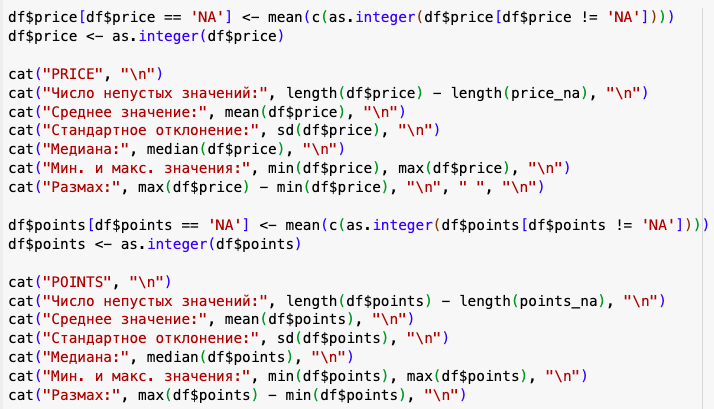 df$price[df$price == 'NA'] <- mean(c(as.integer(df$price[df$price != 'NA'])))
df$price <- as.integer(df$price)
cat("PRICE", "\n")
cat("Число непустых значений:", length(df$price) - length(price_na), "\n")
cat("Среднее значение:", mean(df$price), "\n")
cat("Стандартное отклонение:", sd(df$price), "\n")
cat("Медиана:", median(df$price), "\n")
cat("Мин. и макс. значения:", min(df$price), max(df$price), "\n")
cat("Размах:", max(df$price) - min(df$price), "\n", " ", "\n")
df$points[df$points == 'NA'] <- mean(c(as.integer(df$points[df$points != 'NA'])))
df$points <- as.integer(df$points)
cat("POINTS", "\n")
cat("Число непустых значений:", length(df$points) - length(points_na), "\n")
cat("Среднее значение:", mean(df$points), "\n")
cat("Стандартное отклонение:", sd(df$points), "\n")
cat("Медиана:", median(df$points), "\n")
cat("Мин. и макс. значения:", min(df$points), max(df$points), "\n")
cat("Размах:", max(df$points) - min(df$points), "\n")